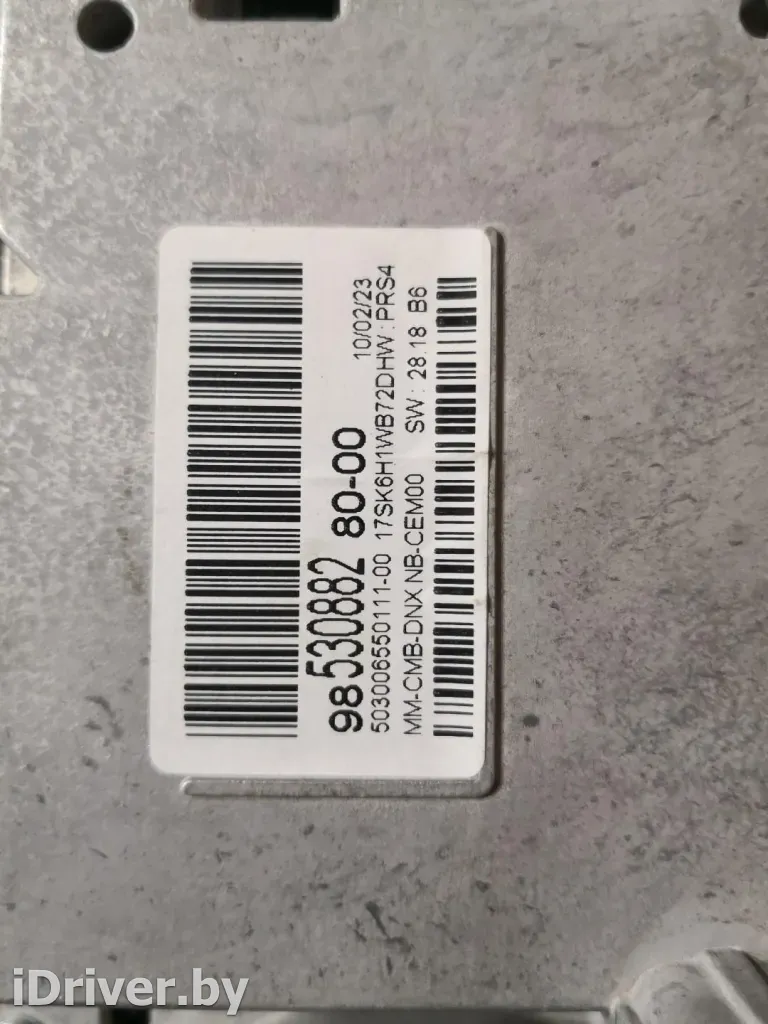 10/02/23
98 530882 80-00
503006550111-00 17SK6H1WB72DHW : PRS4
MM-CMB-DNX NB-CEM00 SW : 28.18 B6
iDriver.by